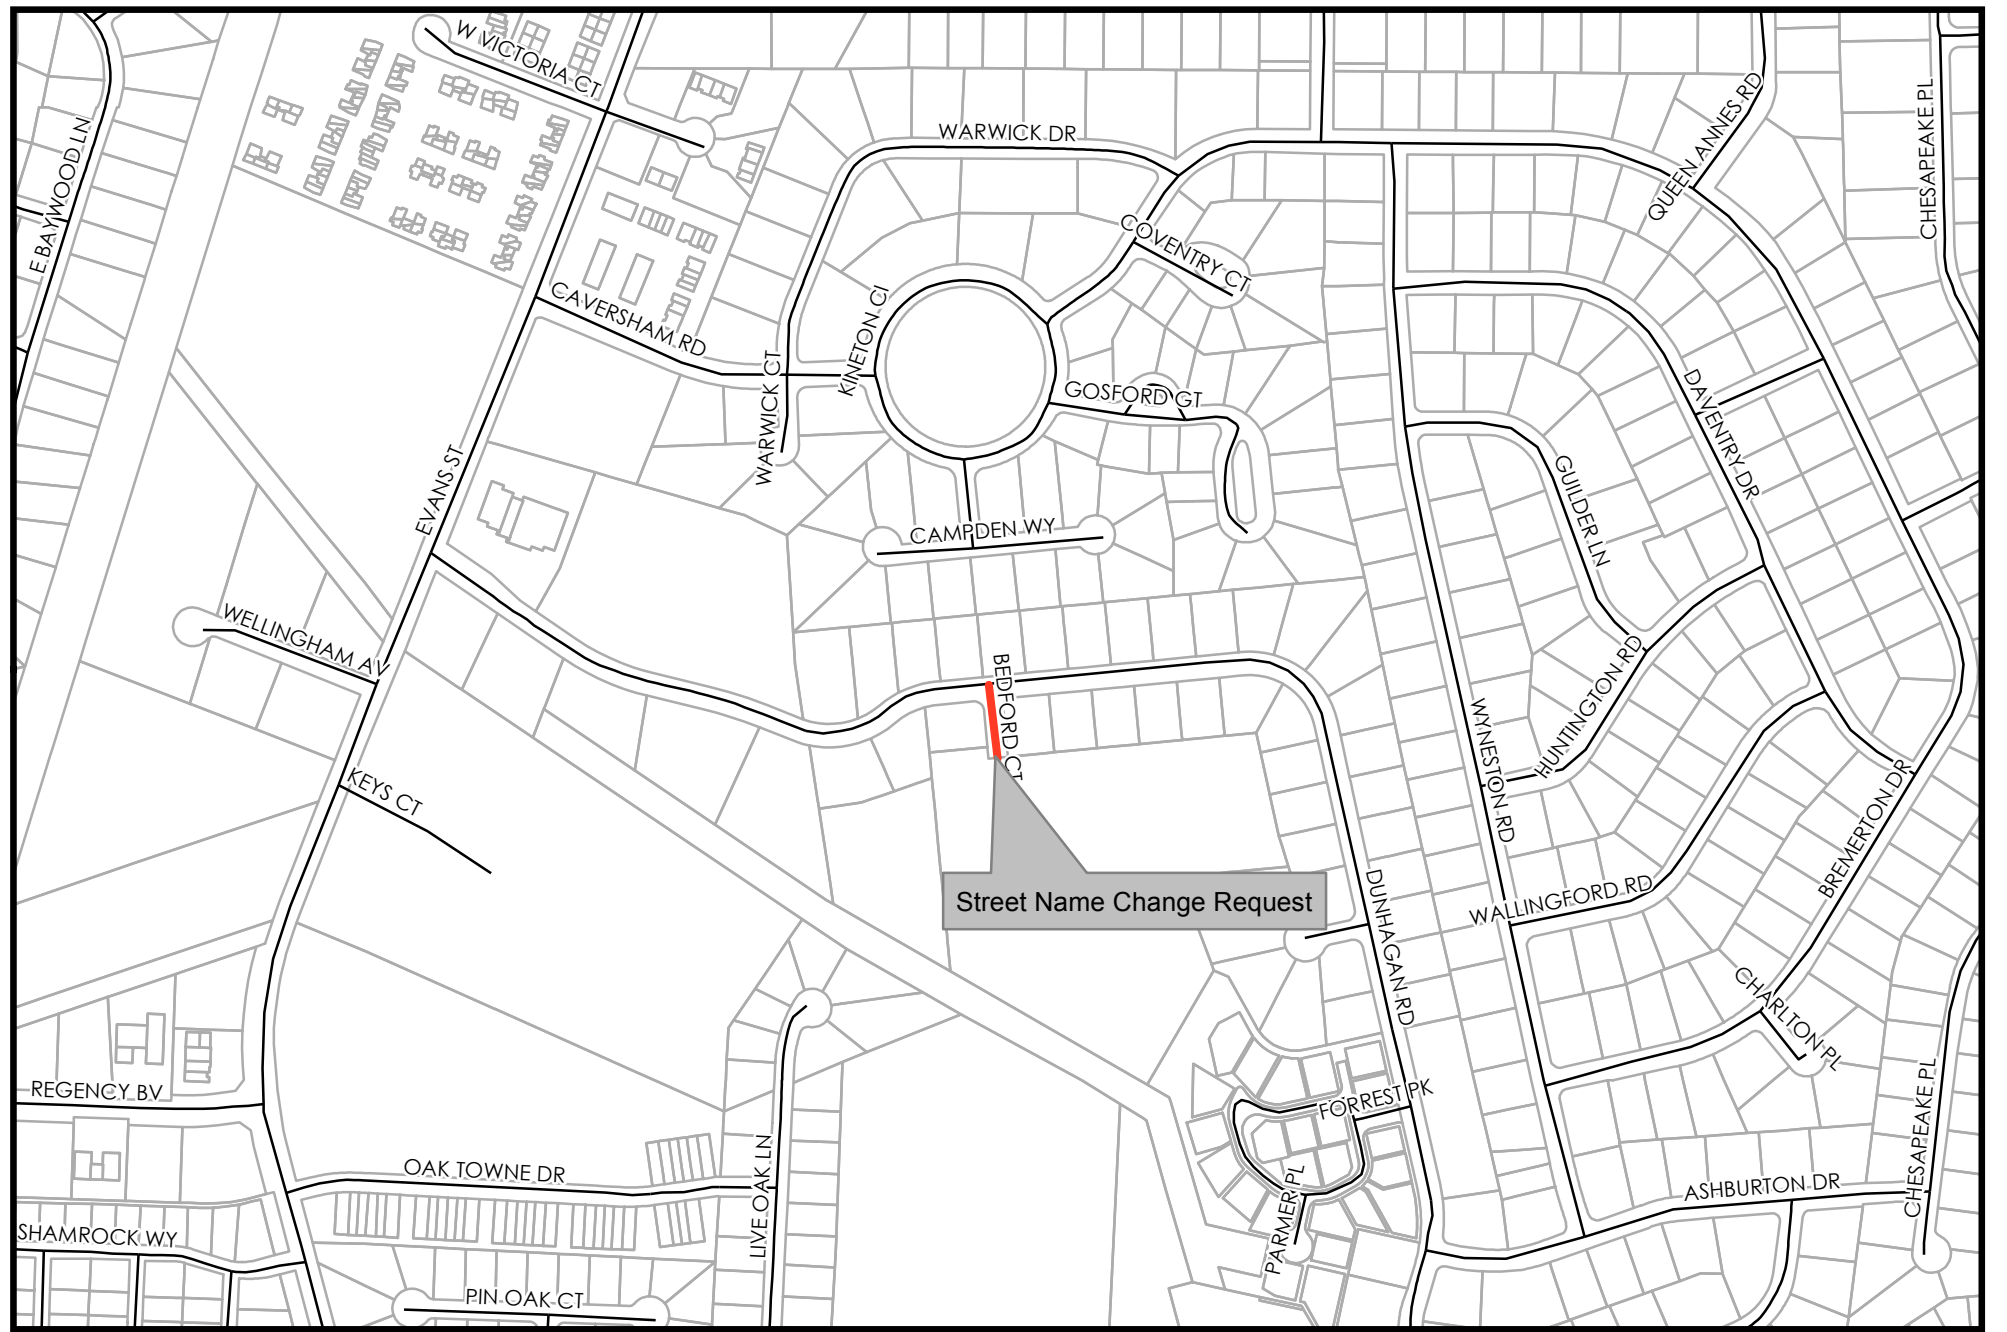 W VICTORIA CT
E BAYWOOD LN
WARWICK DR
QUEEN ANNES RD
CHESAPEAKE PL
COVENTRY CT
CAVERSHAM RD
KINETON CI
WARWICK CT
GOSFORD GT
DAVENTRY DR
EVANS ST
GUILDER LN
CAMPDEN WY
WELLINGHAM AV
BEDFORD CT
HUNTINGTON RD
WYNESTON RD
KEYS CT
BREMERTON DR
Street Name Change Request
DUNHAGAN RD
WALLINGFORD RD
CHARLTON PL
REGENCY BV
FORREST PK
CHESAPEAKE PL
OAK TOWNE DR
LIVE OAK LN
PARMER PL
ASHBURTON DR
SHAMROCK WY
PIN OAK CT